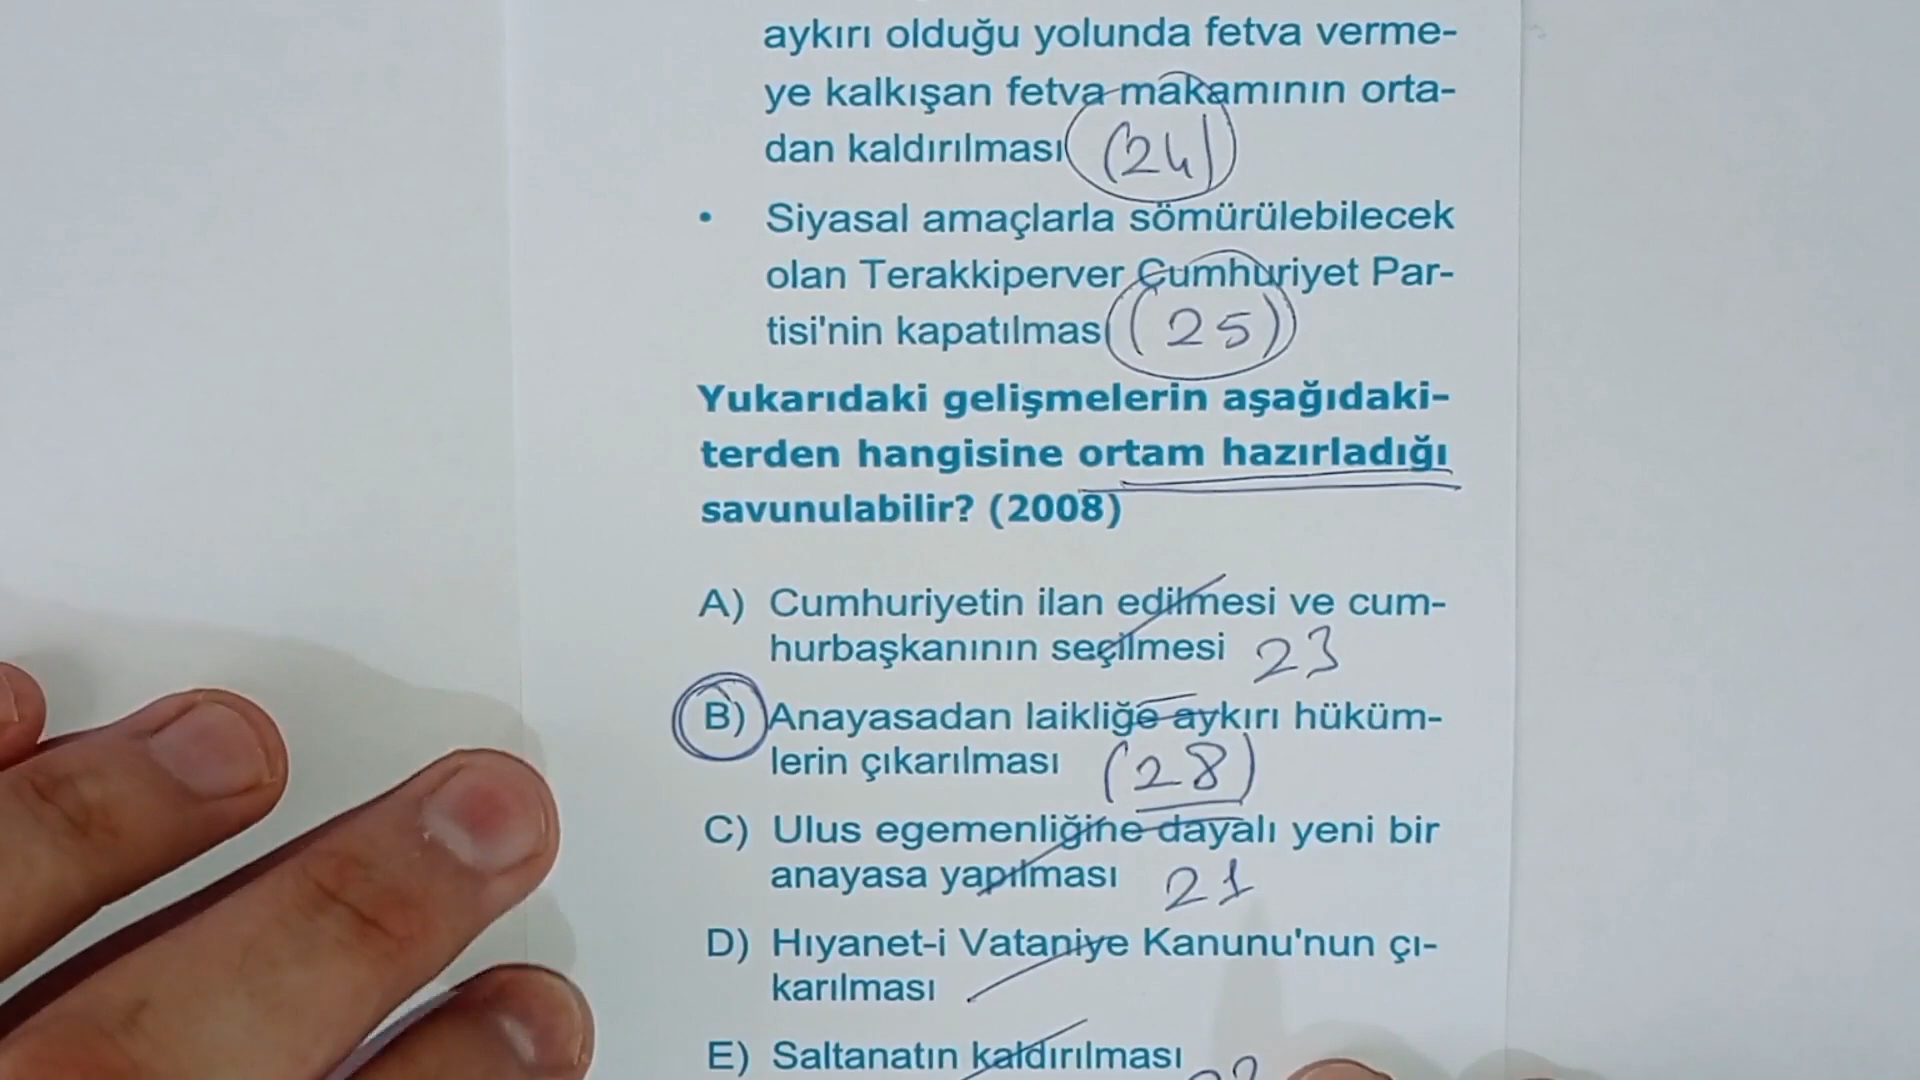 aykırı olduğu yolunda fetva verme-
ye kalkışan fetva makamının orta-
dan kaldırılması (24)
• Siyasal amaçlarla sömürülebilecek
olan Terakkiperver Cumhuriyet Par-
tisi'nin kapatılması (25)
Yukarıdaki gelişmelerin aşağıdaki-
terden hangisine ortam hazırladığı
savunulabilir? (2008)
A) Cumhuriyetin ilan edilmesi ve cum-
hurbaşkanının seçilmesi 23
B) Anayasadan laikliğe aykırı hüküm-
lerin çıkarılması (28)
C) Ulus egemenliğine dayalı yeni bir
anayasa yapılması 21
D) Hıyanet-i Vataniye Kanunu'nun çı-
karılması
E) Saltanatın kaldırılması